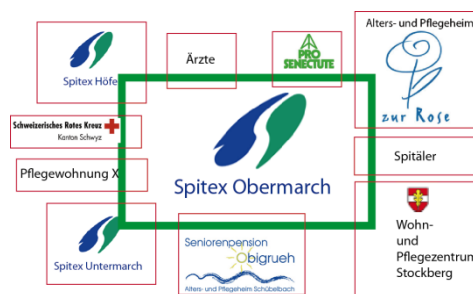 Alters- und Pflegeheim
zur Rose
Ärzte
PRO
SENECTUTE
Spitex Höfe
Schweizerisches Rotes Kreuz
Kanton Schwyz
Pflegewohnung X
Spitex Obermarch
Spitäler
Wohn-
und
Pflegezentrum
Stockberg
Spitex Untermarch
Seniorenpension
Obigrueh
Alters- und Pflegeheim Schübelbach